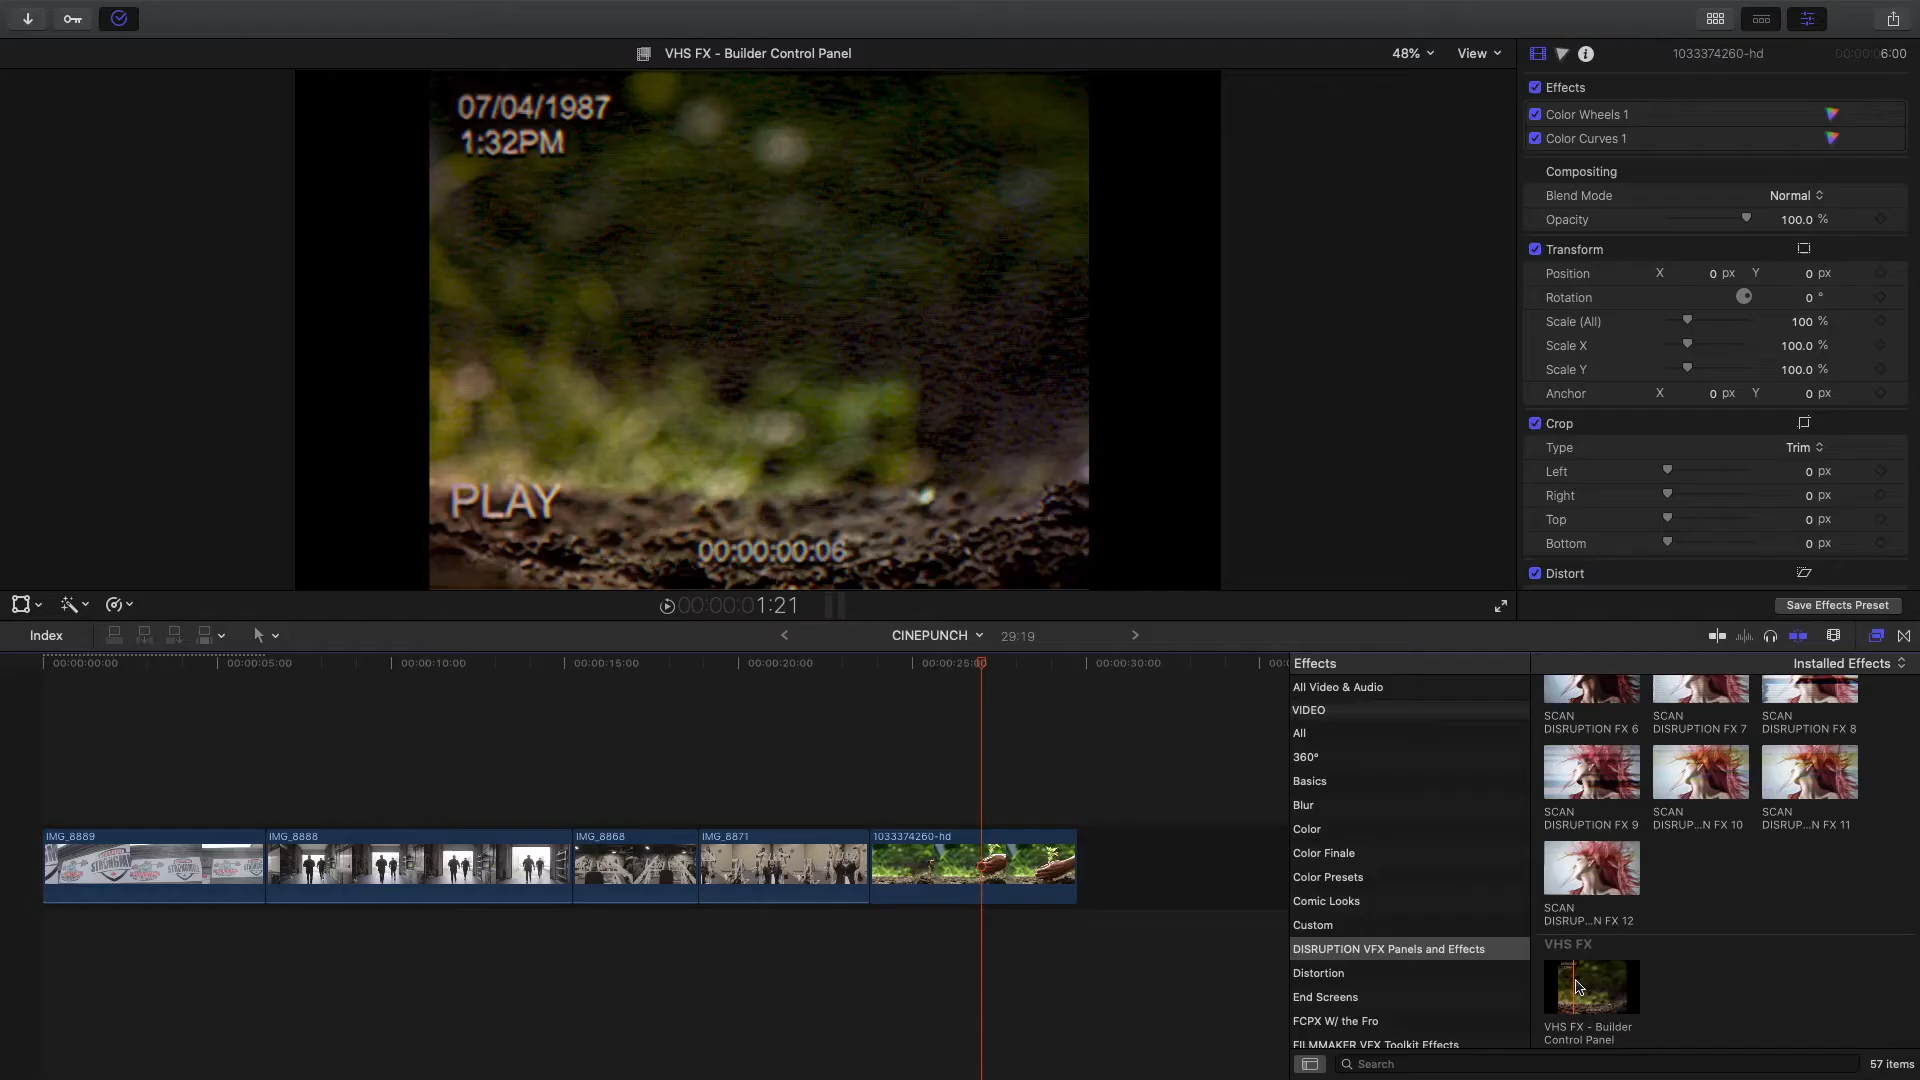 VHS FX - Builder Control Panel
48%
View
1033374260-hd
00:00:06:00
07/04/1987
1:32PM
PLAY
00:00:00:06
Effects
Color Wheels 1
Color Curves 1
Compositing
Blend Mode
Normal
Opacity
100.0 %
Transform
Position X 0 px Y 0 px
Rotation 0 °
Scale (All) 100 %
Scale X 100.0 %
Scale Y 100.0 %
Anchor X 0 px Y 0 px
Crop
Type Trim
Left 0 px
Right 0 px
Top 0 px
Bottom 0 px
Distort
00:00:01:21
Save Effects Preset
Index
CINEPUNCH
29:19
00:00:00:00
00:00:05:00
00:00:10:00
00:00:15:00
00:00:20:00
00:00:25:00
00:00:30:00
IMG_8889
IMG_8888
IMG_8868
IMG_8871
1033374260-hd
Effects
Installed Effects
All Video & Audio
VIDEO
All
360°
Basics
Blur
Color
Color Finale
Color Presets
Comic Looks
Custom
DISRUPTION VFX Panels and Effects
Distortion
End Screens
FCPX W/ the Fro
FILMMAKER VFX Toolkit Effects
SCAN
DISRUPTION FX 6
SCAN
DISRUPTION FX 7
SCAN
DISRUPTION FX 8
SCAN
DISRUPTION FX 9
SCAN
DISRUP...N FX 10
SCAN
DISRUP...N FX 11
SCAN
DISRUP...N FX 12
VHS FX
VHS FX - Builder
Control Panel
Search
57 items